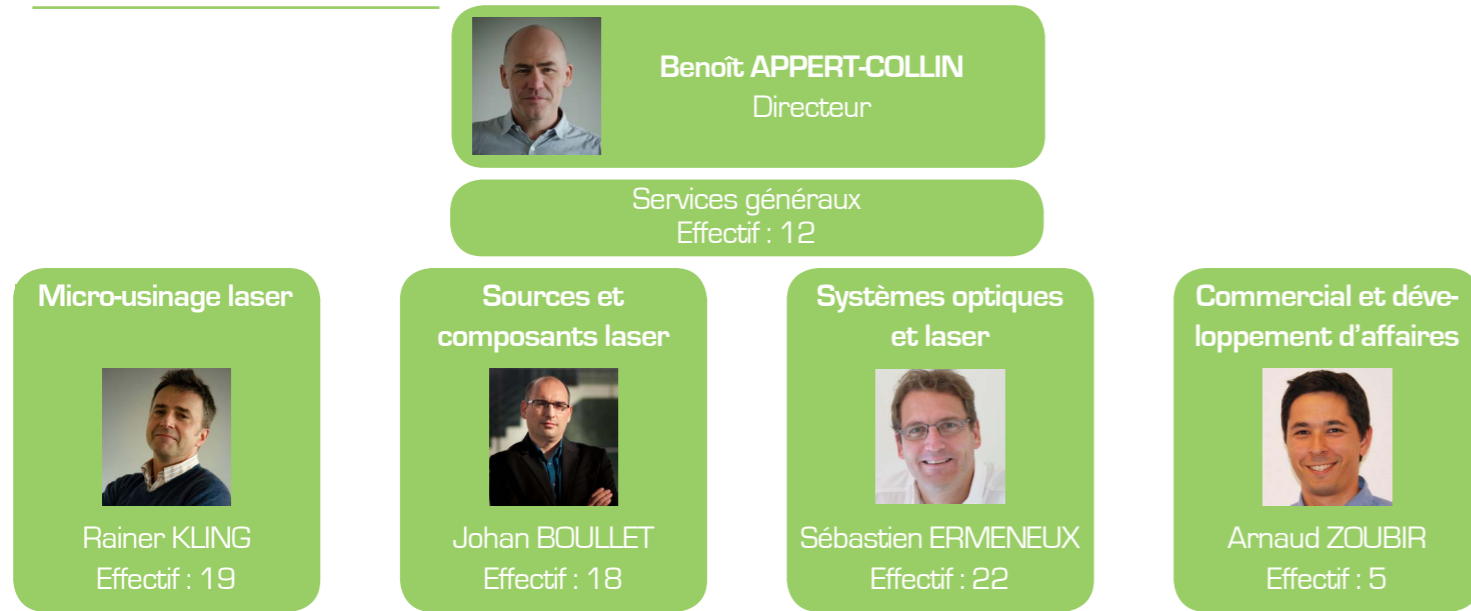 Benoît APPERT-COLLIN
Directeur
Services généraux
Effectif : 12
Micro-usinage laser
Rainer KLING
Effectif : 19
Sources et
composants laser
Johan BOULLET
Effectif : 18
Systèmes optiques
et laser
Sébastien ERMENEUX
Effectif : 22
Commercial et déve-
loppement d’affaires
Arnaud ZOUBIR
Effectif : 5